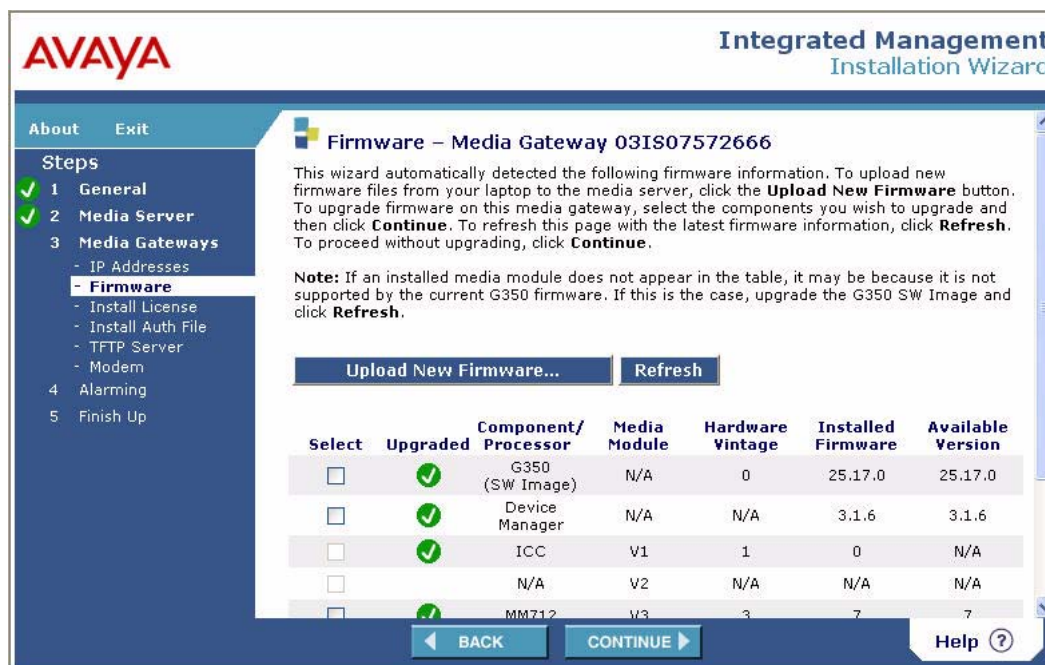 AVAYA
Integrated Management
Installation Wizard
About Exit
Steps
1 General
2 Media Server
3 Media Gateways
- IP Addresses
- Firmware
- Install License
- Install Auth File
- TFTP Server
- Modem
4 Alarming
5 Finish Up
Firmware – Media Gateway 03IS07572666
This wizard automatically detected the following firmware information. To upload new
firmware files from your laptop to the media server, click the Upload New Firmware button.
To upgrade firmware on this media gateway, select the components you wish to upgrade and
then click Continue. To refresh this page with the latest firmware information, click Refresh.
To proceed without upgrading, click Continue.
Note: If an installed media module does not appear in the table, it may be because it is not
supported by the current G350 firmware. If this is the case, upgrade the G350 SW Image and
click Refresh.
Upload New Firmware... Refresh
Select Upgraded Component/ Processor Media Module Hardware Vintage Installed Firmware Available Version
G350 (SW Image) N/A 0 25.17.0 25.17.0
Device Manager N/A N/A 3.1.6 3.1.6
ICC V1 1 0 N/A
N/A V2 N/A N/A N/A
MM712 V3 3 7 7
BACK CONTINUE Help ?